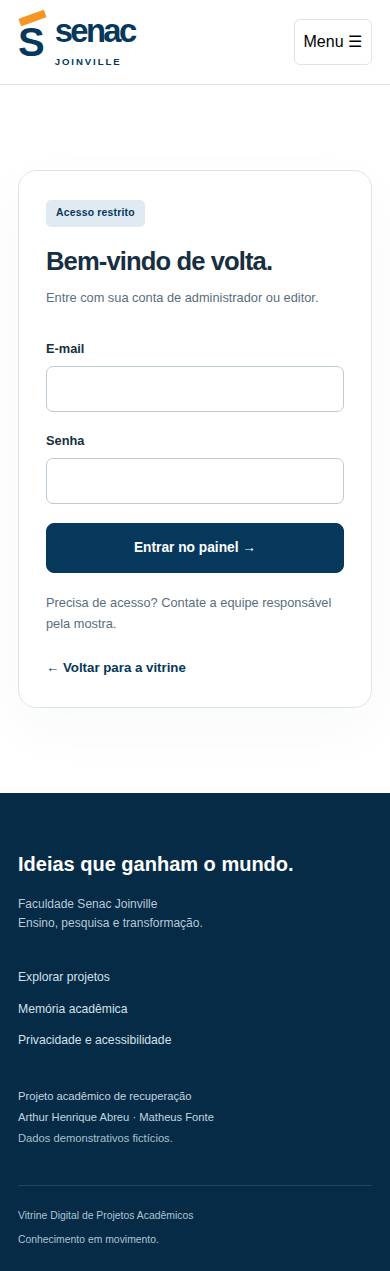 S senac
JOINVILLE
Menu ☰
Acesso restrito
Bem-vindo de volta.
Entre com sua conta de administrador ou editor.
E-mail
Senha
Entrar no painel →
Precisa de acesso? Contate a equipe responsável
pela mostra.
← Voltar para a vitrine
Ideias que ganham o mundo.
Faculdade Senac Joinville
Ensino, pesquisa e transformação.
Explorar projetos
Memória acadêmica
Privacidade e acessibilidade
Projeto acadêmico de recuperação
Arthur Henrique Abreu · Matheus Fonte
Dados demonstrativos fictícios.
Vitrine Digital de Projetos Acadêmicos
Conhecimento em movimento.